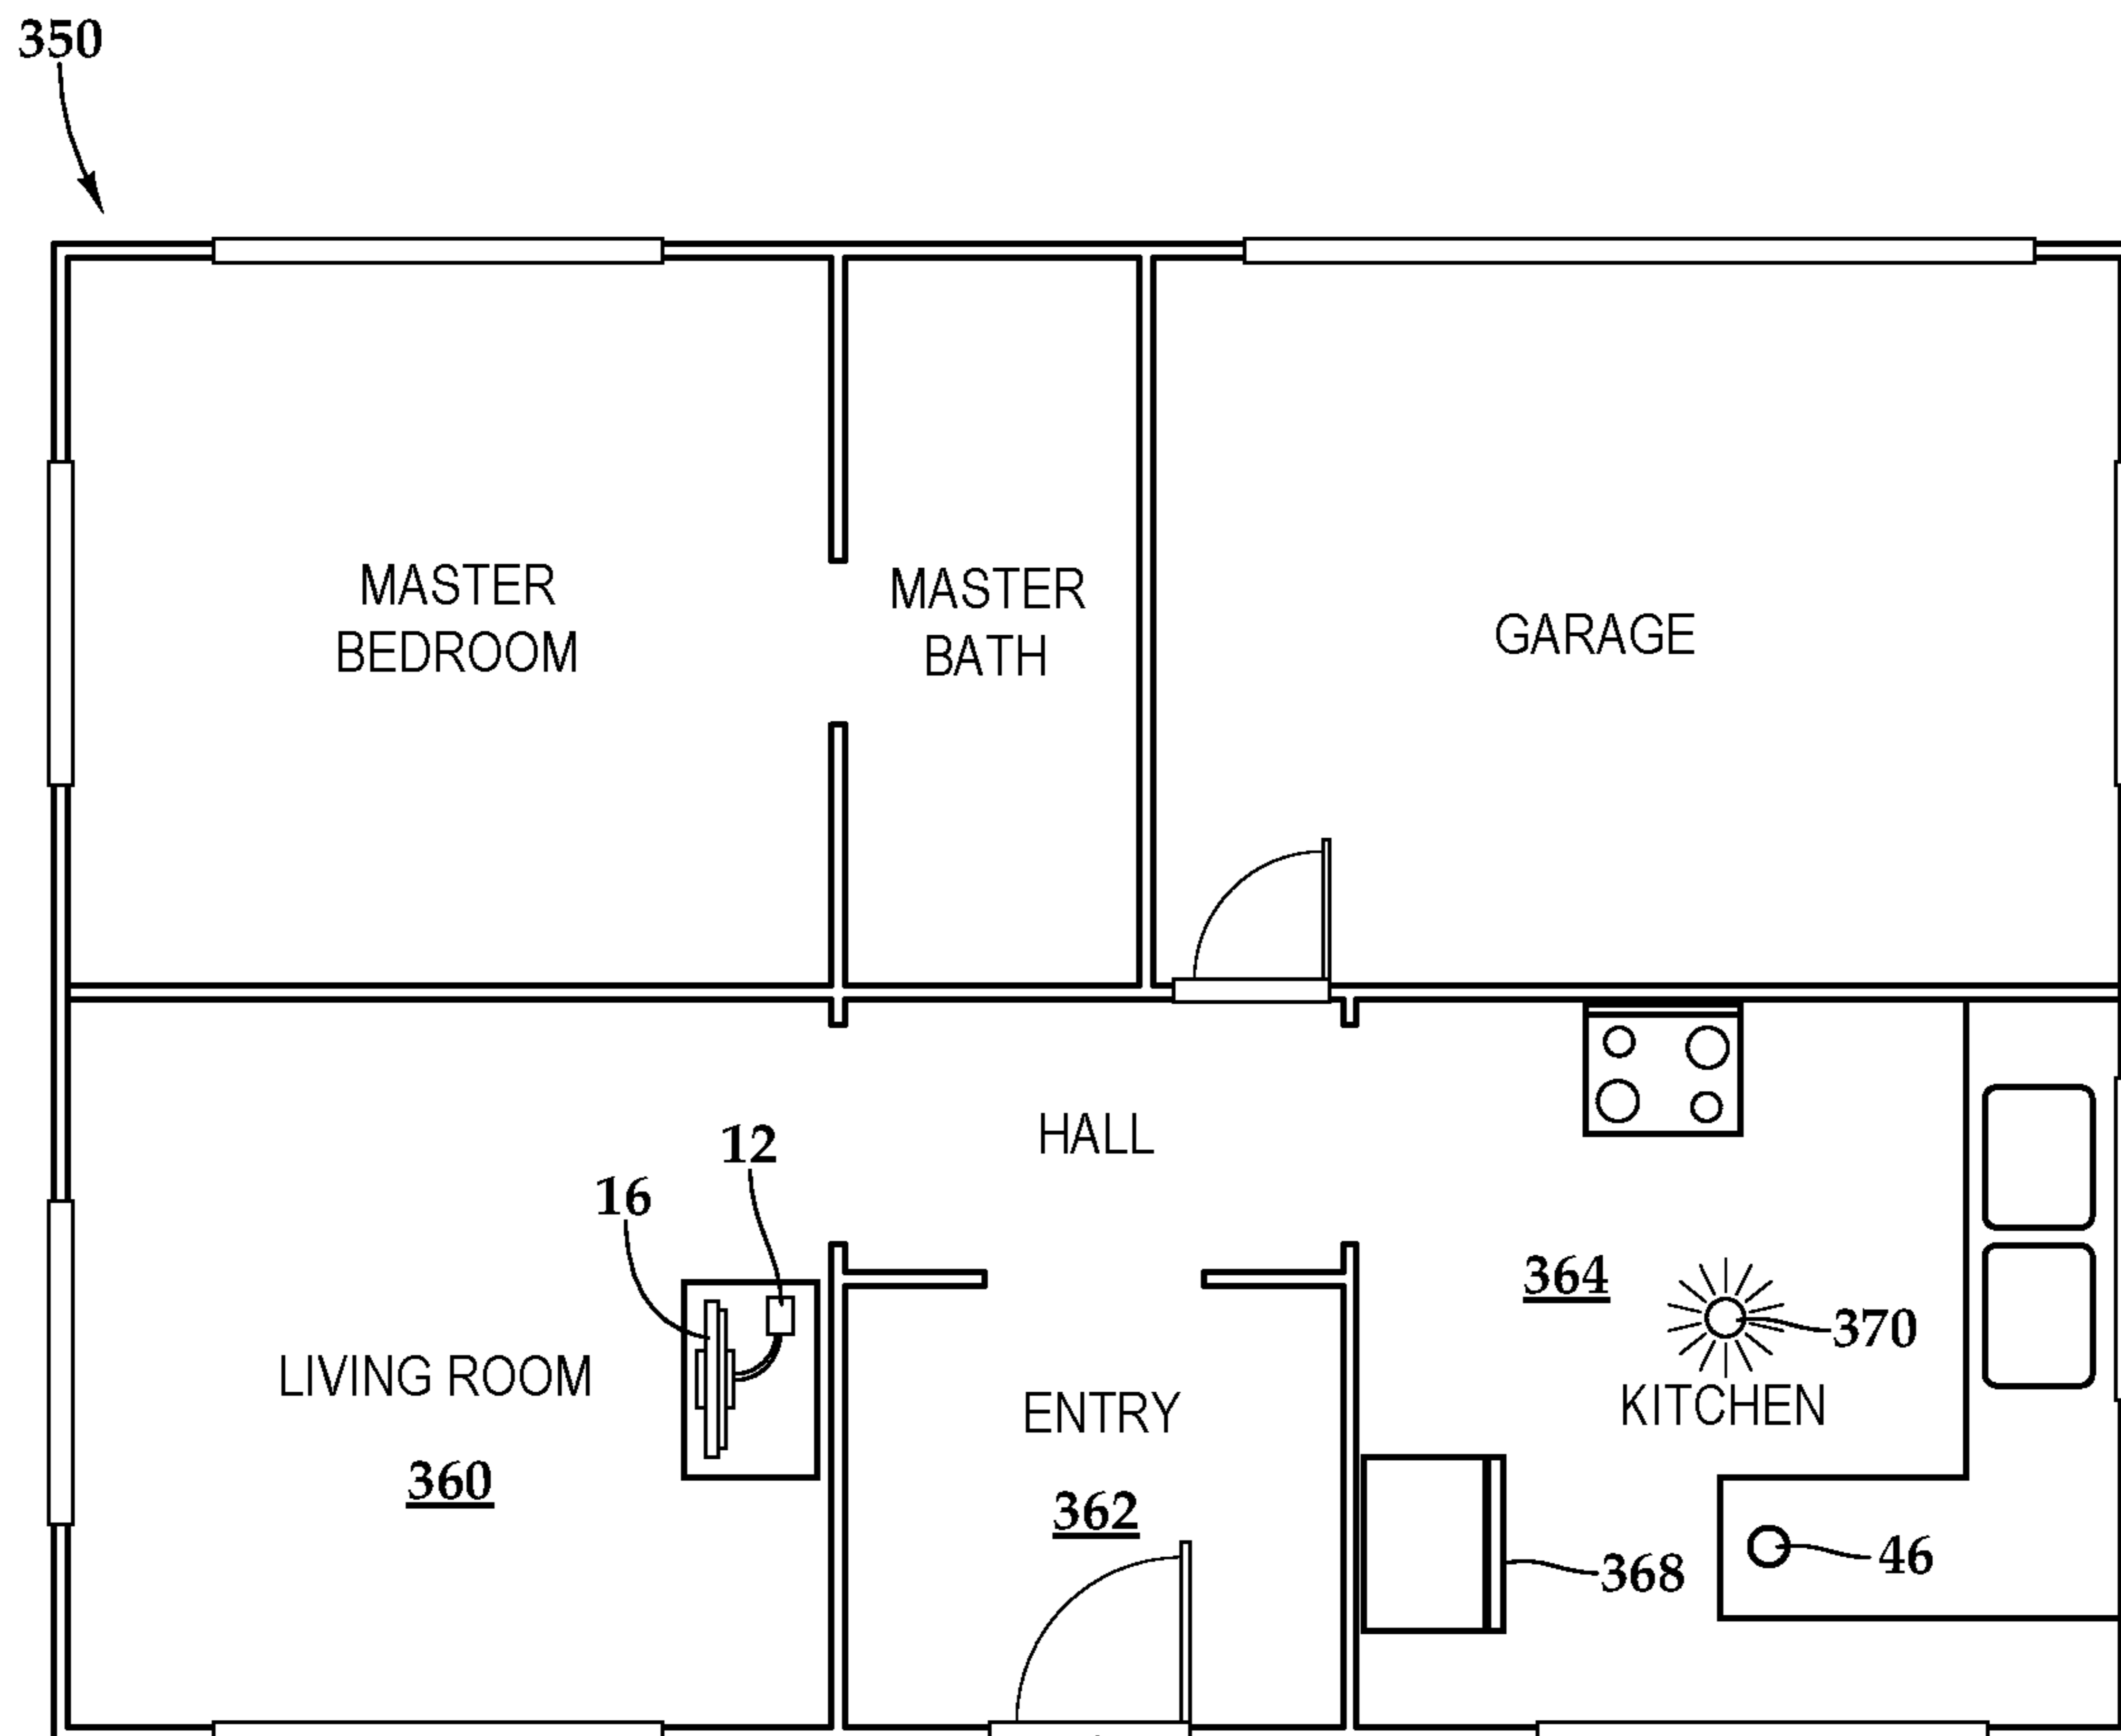 350
MASTER
BEDROOM
MASTER
BATH
GARAGE
HALL
12
16
364
370
LIVING ROOM
ENTRY
KITCHEN
360
362
368
46